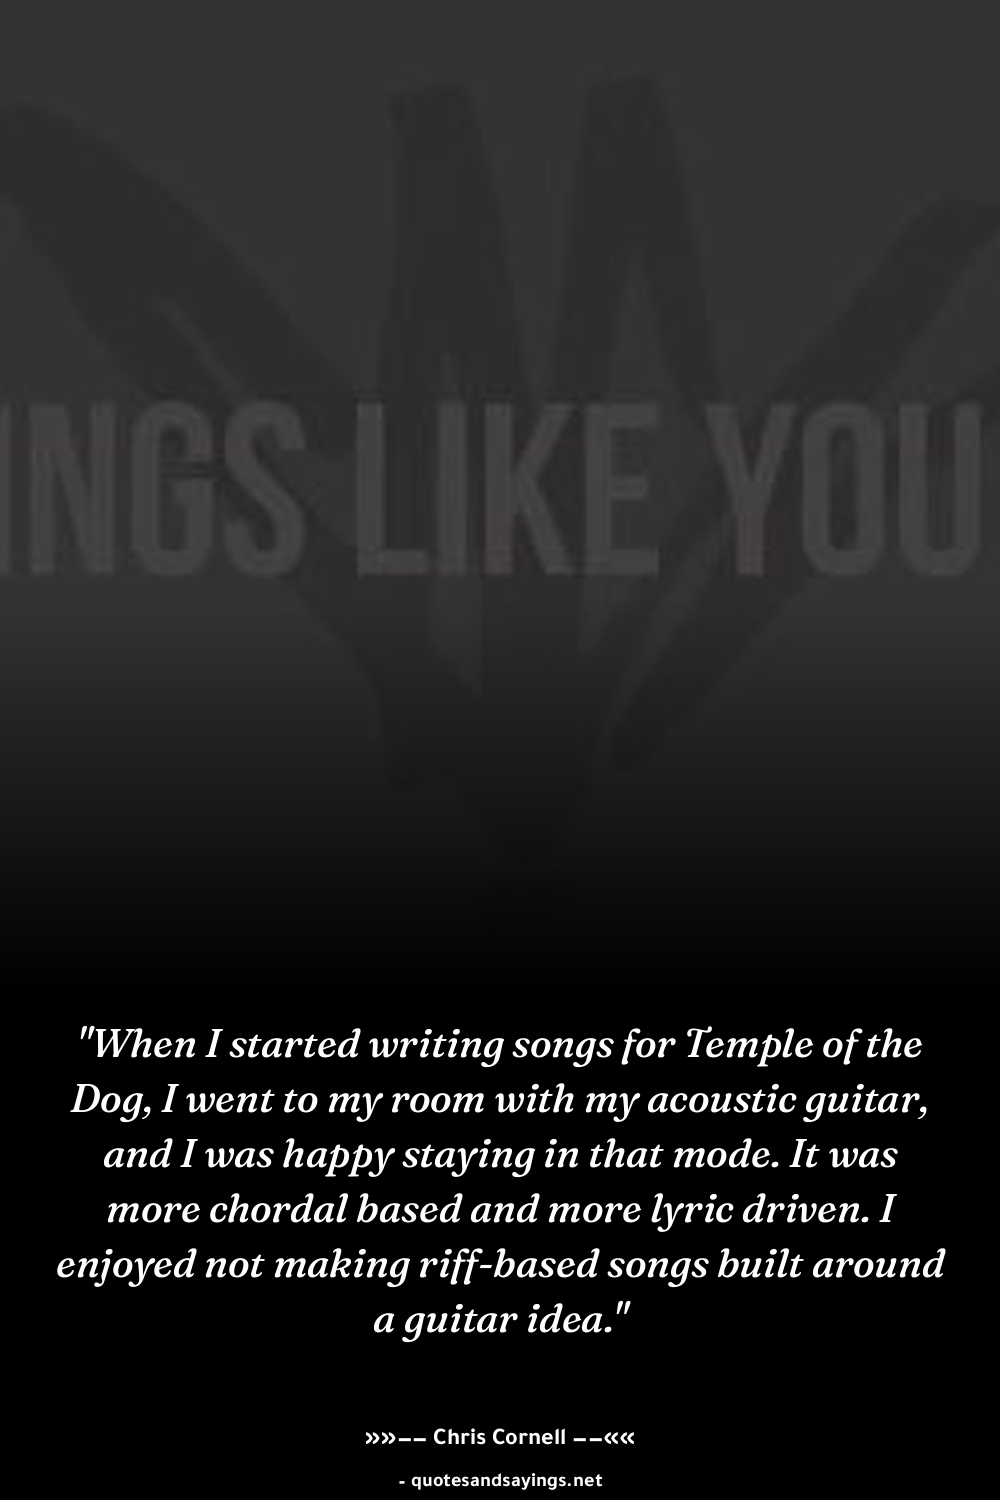 INGS LIKE YOU
"When I started writing songs for Temple of the
Dog, I went to my room with my acoustic guitar,
and I was happy staying in that mode. It was
more chordal based and more lyric driven. I
enjoyed not making riff-based songs built around
a guitar idea."
»»−− Chris Cornell −−««
- quotesandsayings.net